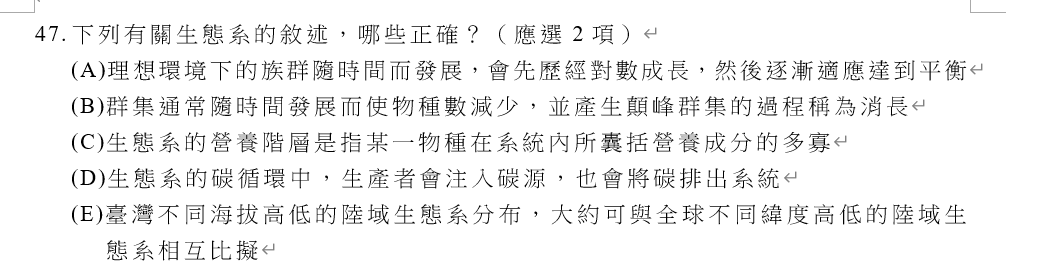 47.下列有關生態系的敘述，哪些正確？（應選 2 項）↵
(A)理想環境下的族群隨時間而發展，會先歷經對數成長，然後逐漸適應達到平衡↵
(B)群集通常隨時間發展而使物種數減少，並產生顛峰群集的過程稱為消長↵
(C)生態系的營養階層是指某一物種在系統內所囊括營養成分的多寡↵
(D)生態系的碳循環中，生產者會注入碳源，也會將碳排出系統↵
(E)臺灣不同海拔高低的陸域生態系分布，大約可與全球不同緯度高低的陸域生
態系相互比擬↵